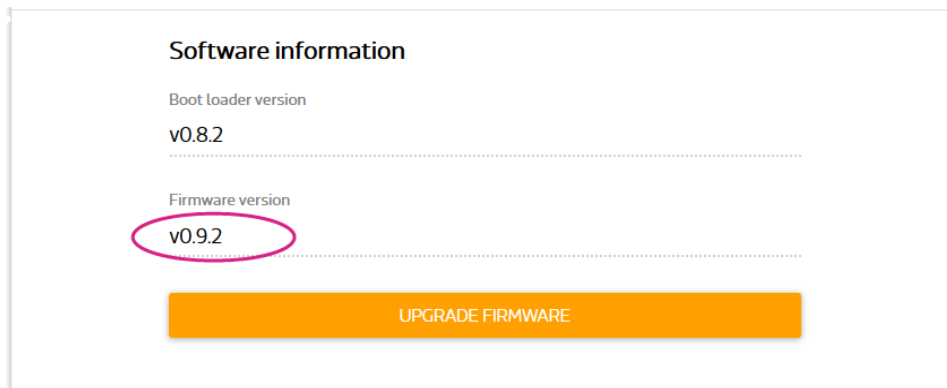 Software information
Boot loader version
v0.8.2
Firmware version
v0.9.2
UPGRADE FIRMWARE